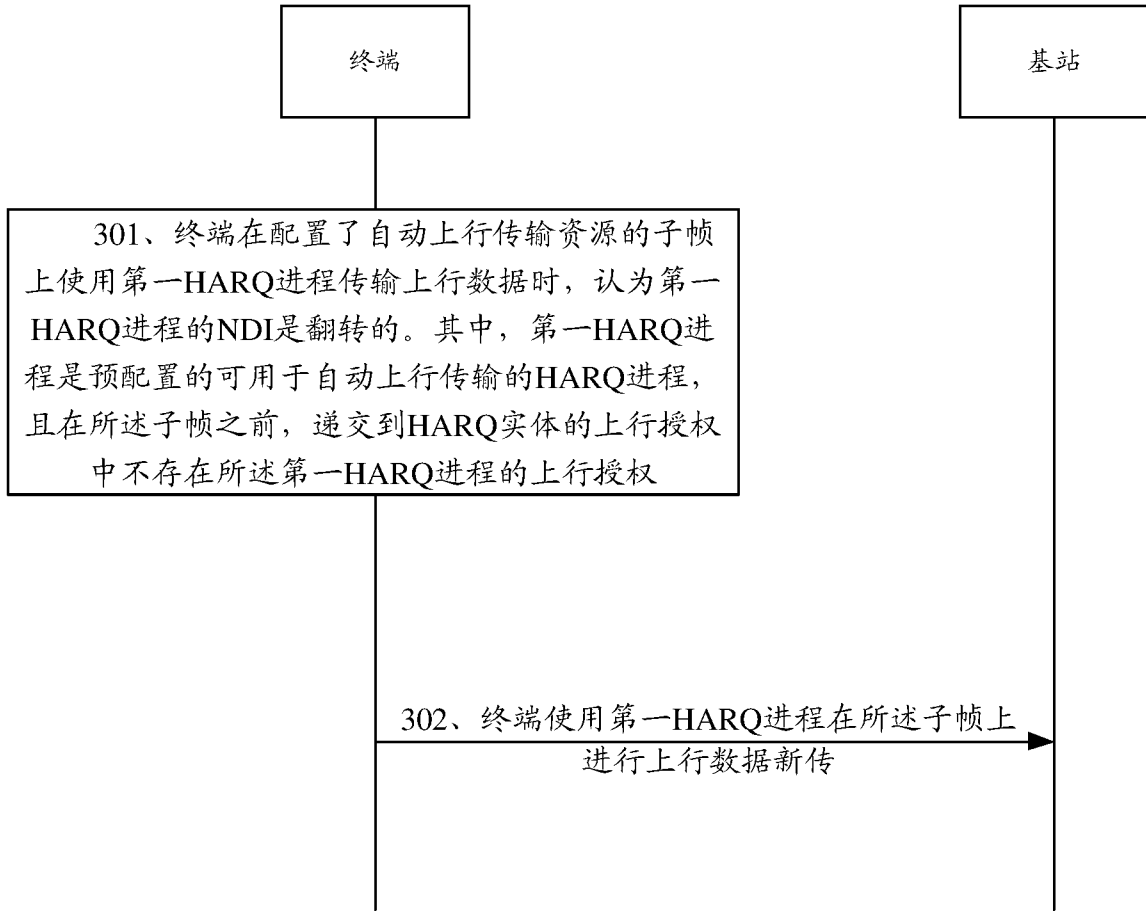 终端
基站
301、终端在配置了自动上行传输资源的子帧
上使用第一HARQ进程传输上行数据时，认为第一
HARQ进程的NDI是翻转的。其中，第一HARQ进
程是预配置的可用于自动上行传输的HARQ进程，
且在所述子帧之前，递交到HARQ实体的上行授权
中不存在所述第一HARQ进程的上行授权
302、终端使用第一HARQ进程在所述子帧上
进行上行数据新传